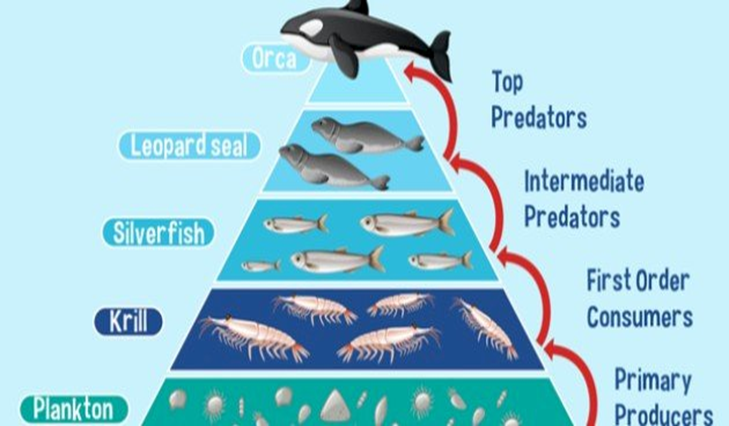 Orca
Top
Predators
Leopard seal
Intermediate
Predators
Silverfish
First Order
Consumers
Krill
Primary
Producers
Plankton